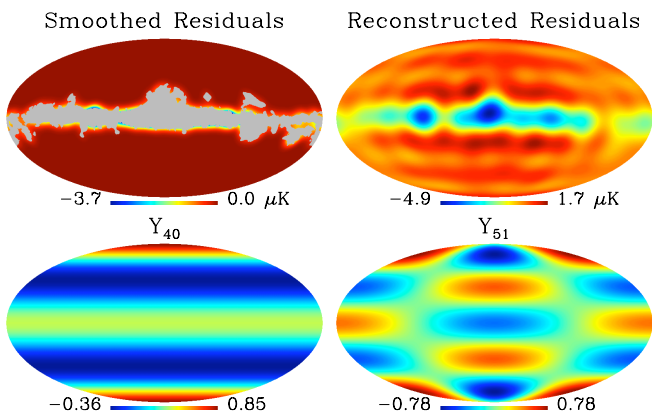 Smoothed Residuals
Reconstructed Residuals
−3.7 0.0 μK
−4.9 1.7 μK
Y40
Y51
−0.36 0.85
−0.78 0.78